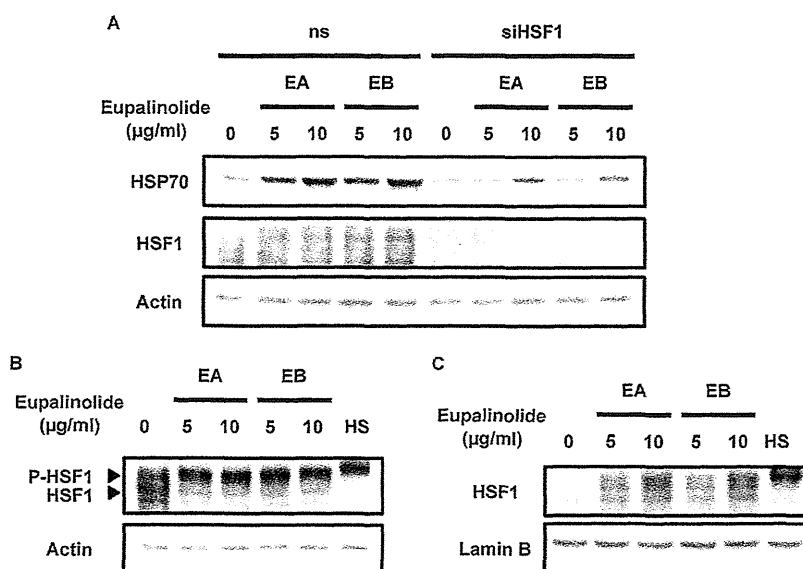 A
ns siHSF1
EA EB EA EB
Eupalinolide
(µg/ml) 0 5 10 5 10 0 5 10 5 10
HSP70
HSF1
Actin
B
EA EB
Eupalinolide
(µg/ml) 0 5 10 5 10 HS
P-HSF1
HSF1
Actin
C
EA EB
Eupalinolide
(µg/ml) 0 5 10 5 10 HS
HSF1
Lamin B